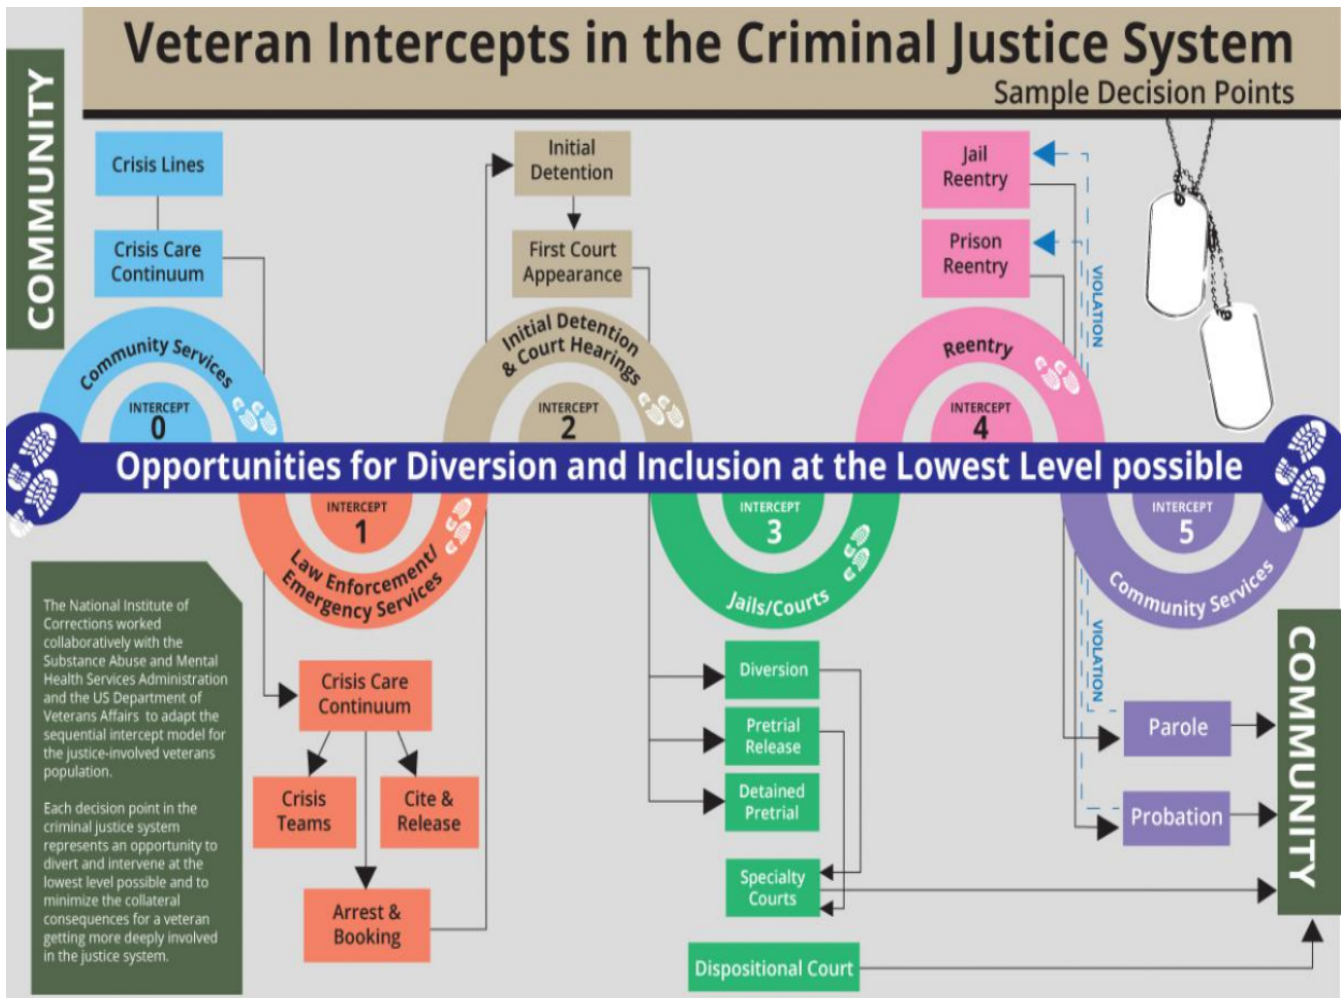 Veteran Intercepts in the Criminal Justice System
Sample Decision Points
COMMUNITY
Crisis Lines
Crisis Care
Continuum
Community Services
INTERCEPT
0
Initial
Detention
First Court
Appearance
Initial Detention
& Court Hearings
INTERCEPT
2
Jail
Reentry
Prison
Reentry
VIOLATION
Reentry
INTERCEPT
4
Opportunities for Diversion and Inclusion at the Lowest Level possible
INTERCEPT
1
Law Enforcement/
Emergency Services
Crisis Care
Continuum
Crisis
Teams
Cite &
Release
Arrest &
Booking
INTERCEPT
3
Jails/Courts
Diversion
Pretrial
Release
Detained
Pretrial
Specialty
Courts
Dispositional Court
INTERCEPT
5
Community Services
VIOLATION
Parole
Probation
COMMUNITY
The National Institute of
Corrections worked
collaboratively with the
Substance Abuse and Mental
Health Services Administration
and the US Department of
Veterans Affairs to adapt the
sequential intercept model for
the justice-involved veterans
population.
Each decision point in the
criminal justice system
represents an opportunity to
divert and intervene at the
lowest level possible and to
minimize the collateral
consequences for a veteran
getting more deeply involved
in the justice system.